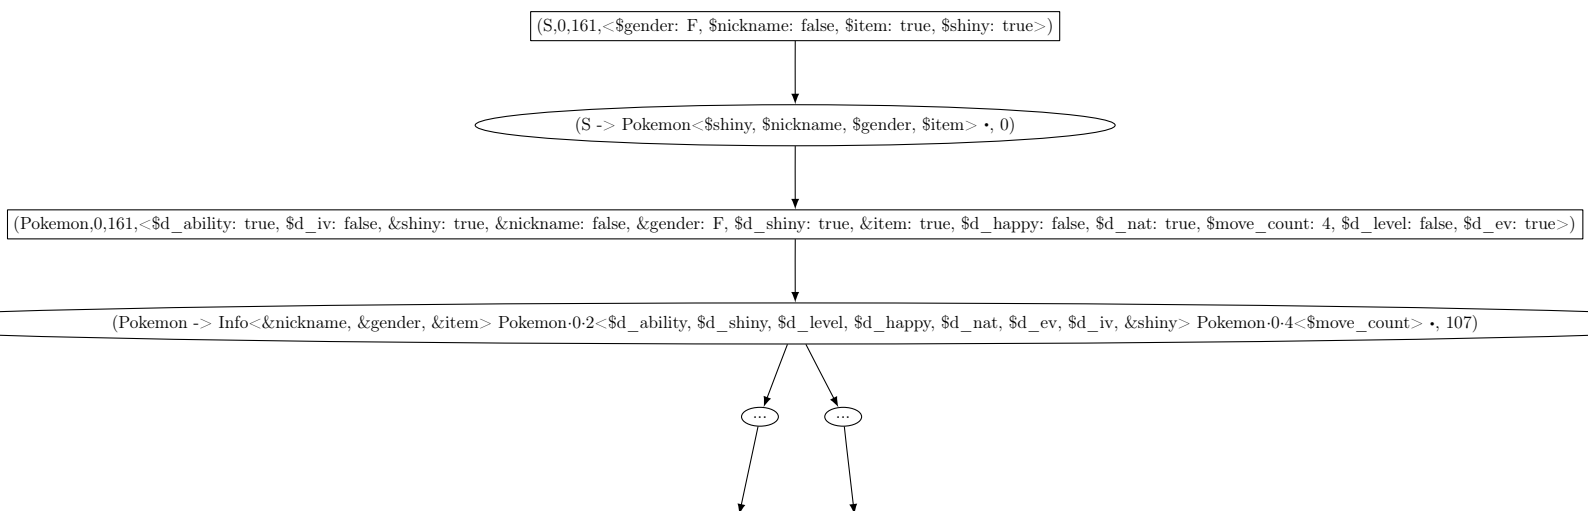 (S,0,161,<$gender: F, $nickname: false, $item: true, $shiny: true>)
(S -> Pokemon<$shiny, $nickname, $gender, $item> •, 0)
(Pokemon,0,161,<$d_ability: true, $d_iv: false, &shiny: true, &nickname: false, &gender: F, $d_shiny: true, &item: true, $d_happy: false, $d_nat: true, $move_count: 4, $d_level: false, $d_ev: true>)
(Pokemon -> Info<&nickname, &gender, &item> Pokemon·0·2<$d_ability, $d_shiny, $d_level, $d_happy, $d_nat, $d_ev, $d_iv, &shiny> Pokemon·0·4<$move_count> •, 107)
... ...